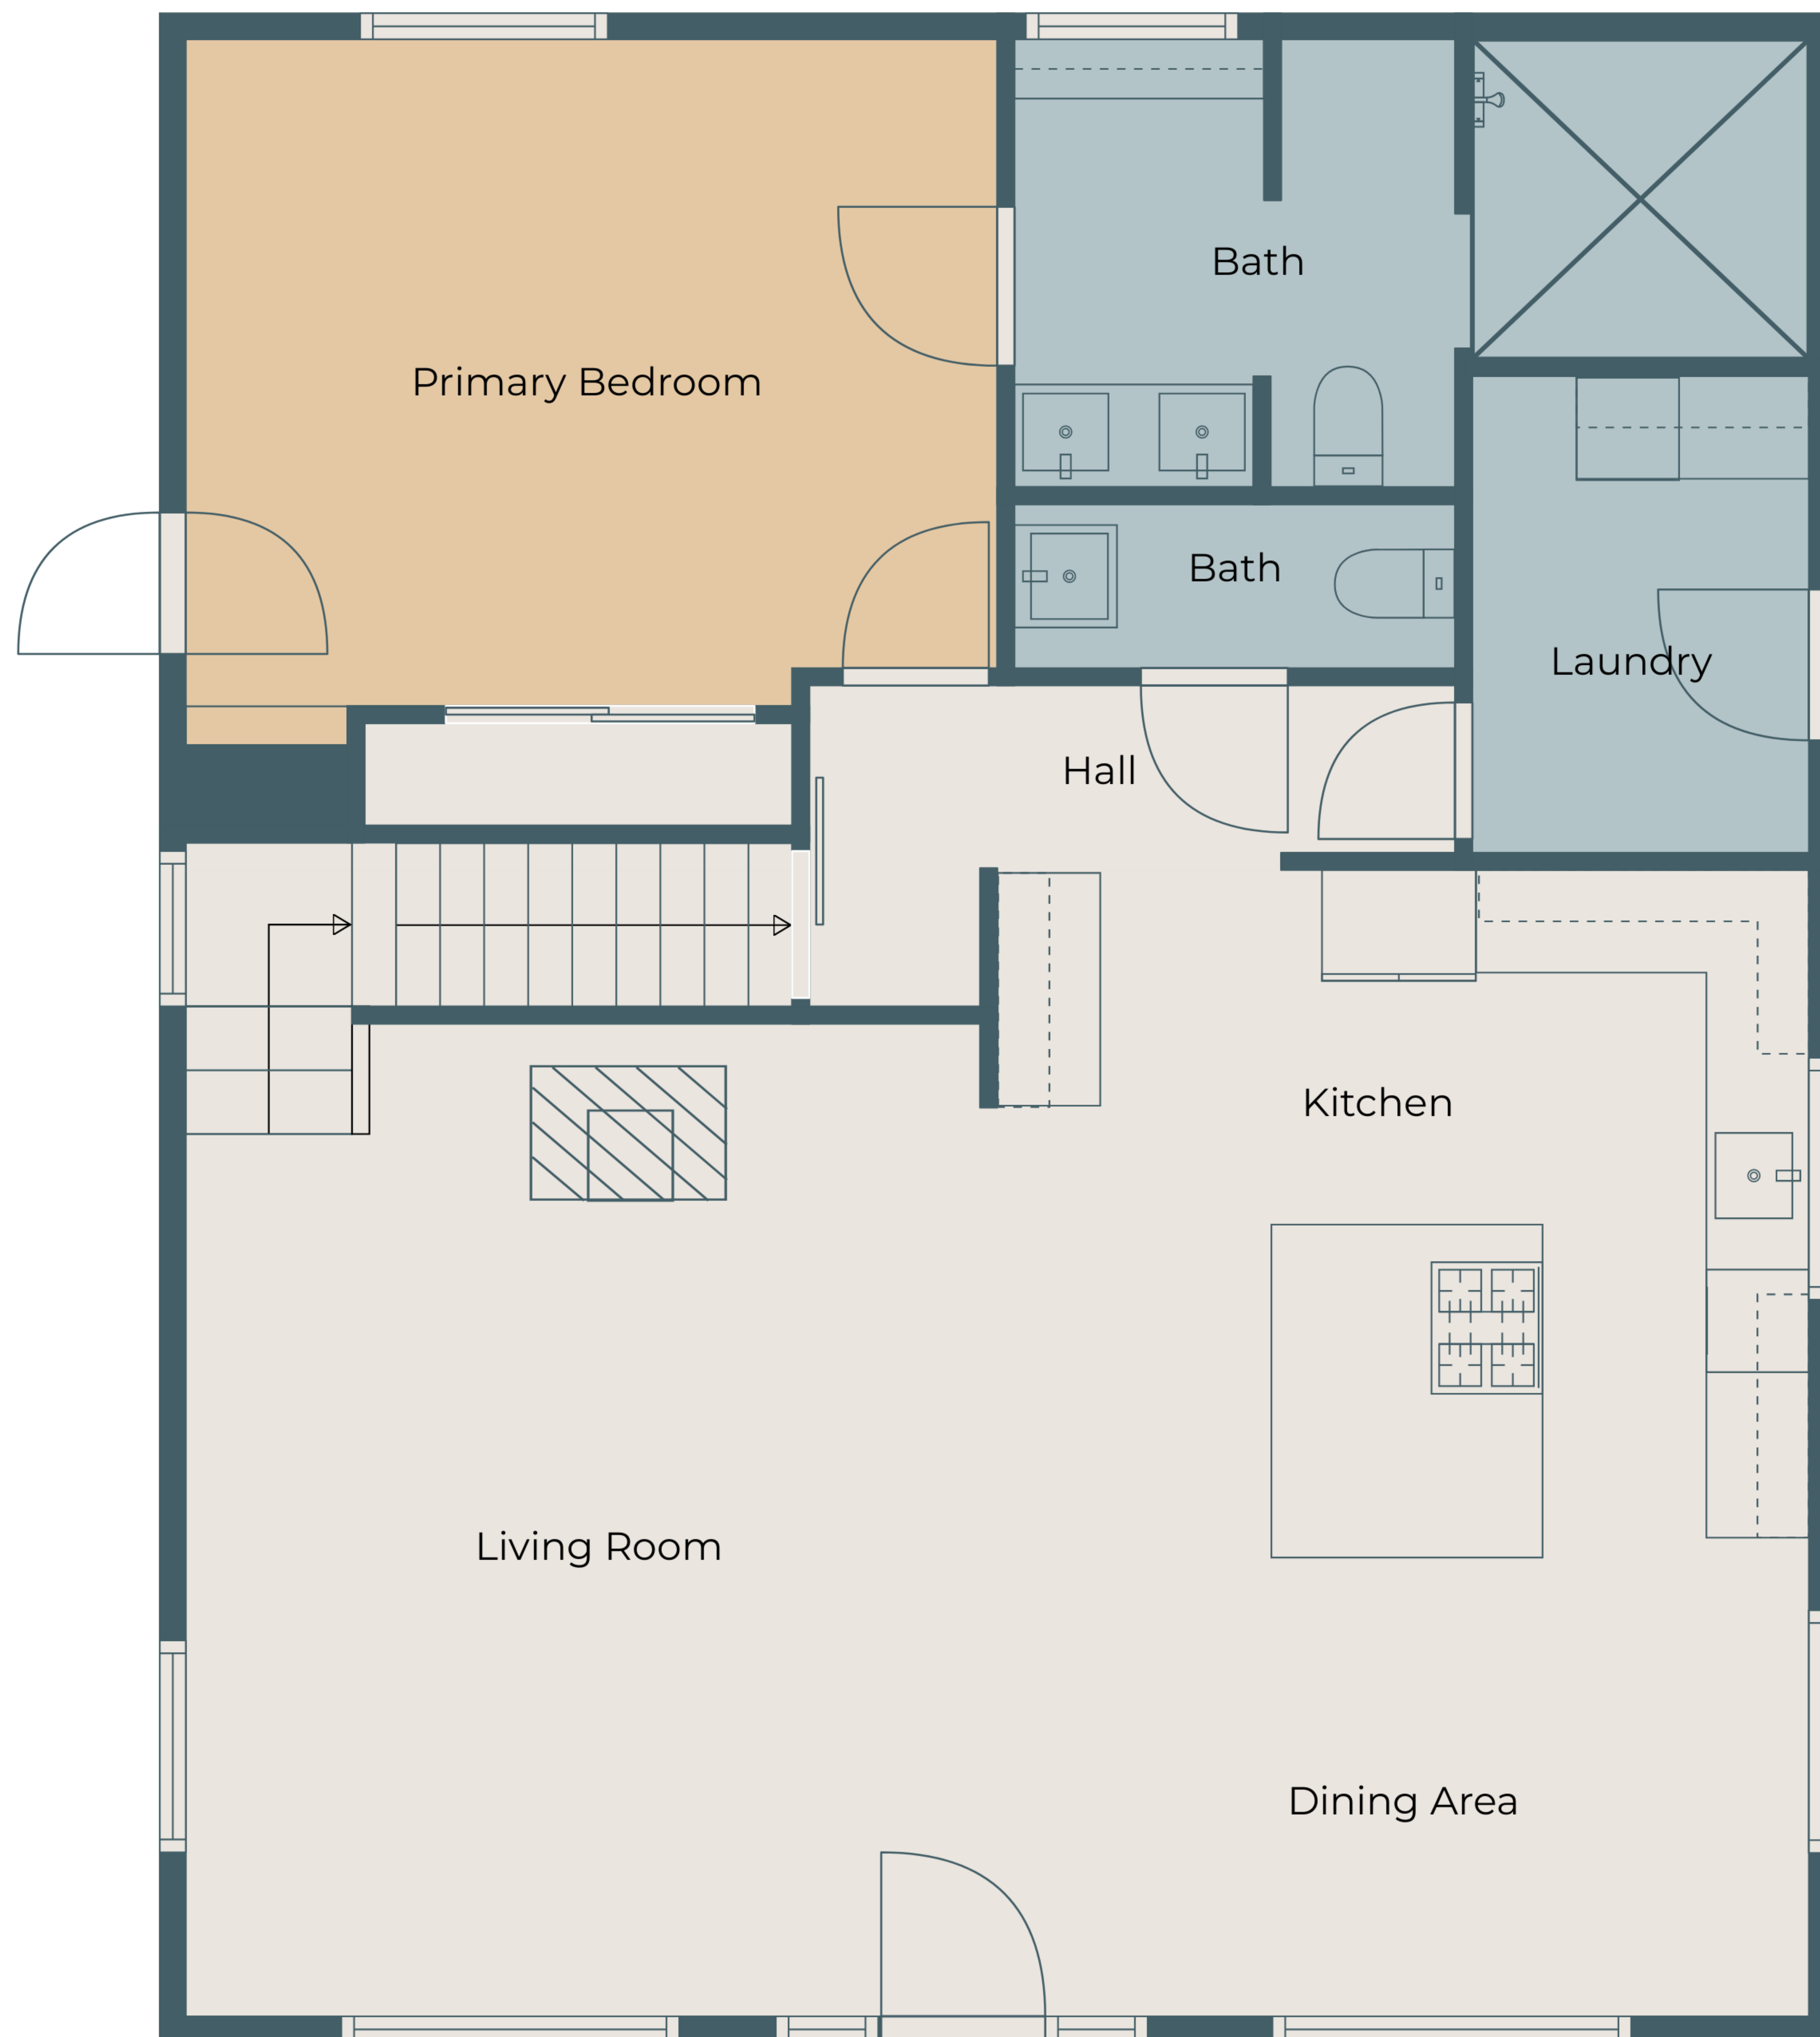 Bath
Primary Bedroom
Bath
Laundry
Hall
Kitchen
Living Room
Dining Area